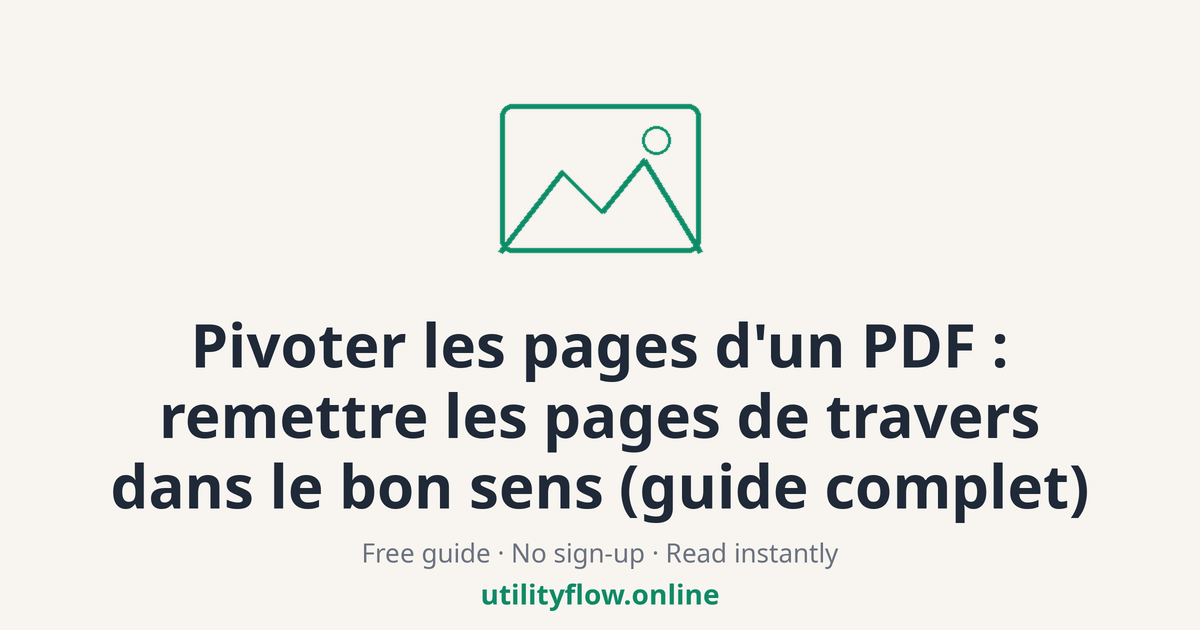 Pivoter les pages d'un PDF :
remettre les pages de travers
dans le bon sens (guide complet)
Free guide · No sign-up · Read instantly
utilityflow.online